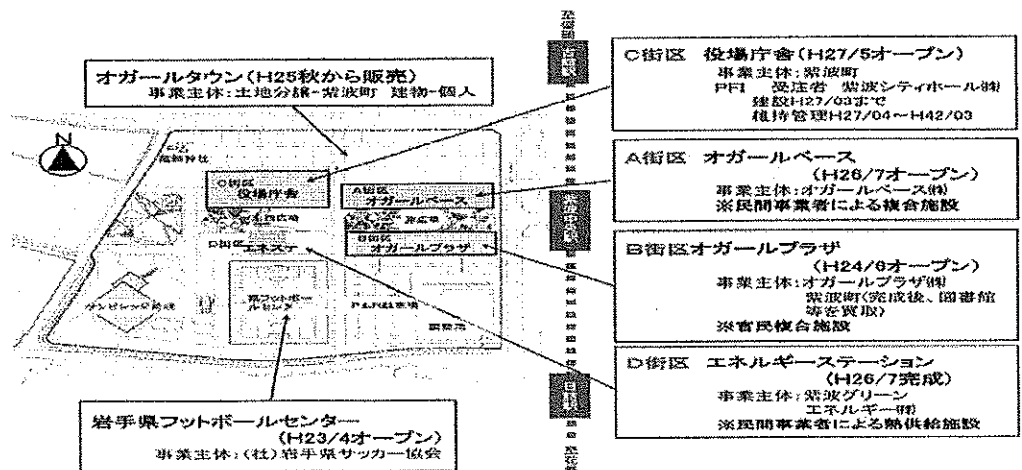 オガールタウン(H25秋から販売)
事業主体:土地分譲-紫波町 建物-個人
N
C街区
役場庁舎
A街区
オガールベース
B街区
オガールプラザ
D街区
エネステ
県フットボー
ルセンタ
岩手県フットボールセンター
(H23/4オープン)
事業主体:(社)岩手県サッカー協会
C街区 役場庁舎(H27/5オープン)
事業主体:紫波町
PFI 受注者 紫波シティホール㈱
建設H27/03まで
維持管理H27/04~H42/03
A街区 オガールベース
(H26/7オープン)
事業主体:オガールベース㈱
※民間事業者による複合施設
B街区オガールプラザ
(H24/6オープン)
事業主体:オガールプラザ㈱
紫波町(完成後、図書館
等を買取)
※官民複合施設
D街区 エネルギーステーション
(H26/7完成)
事業主体:紫波グリーン
エネルギー㈱
※民間事業者による熱供給施設